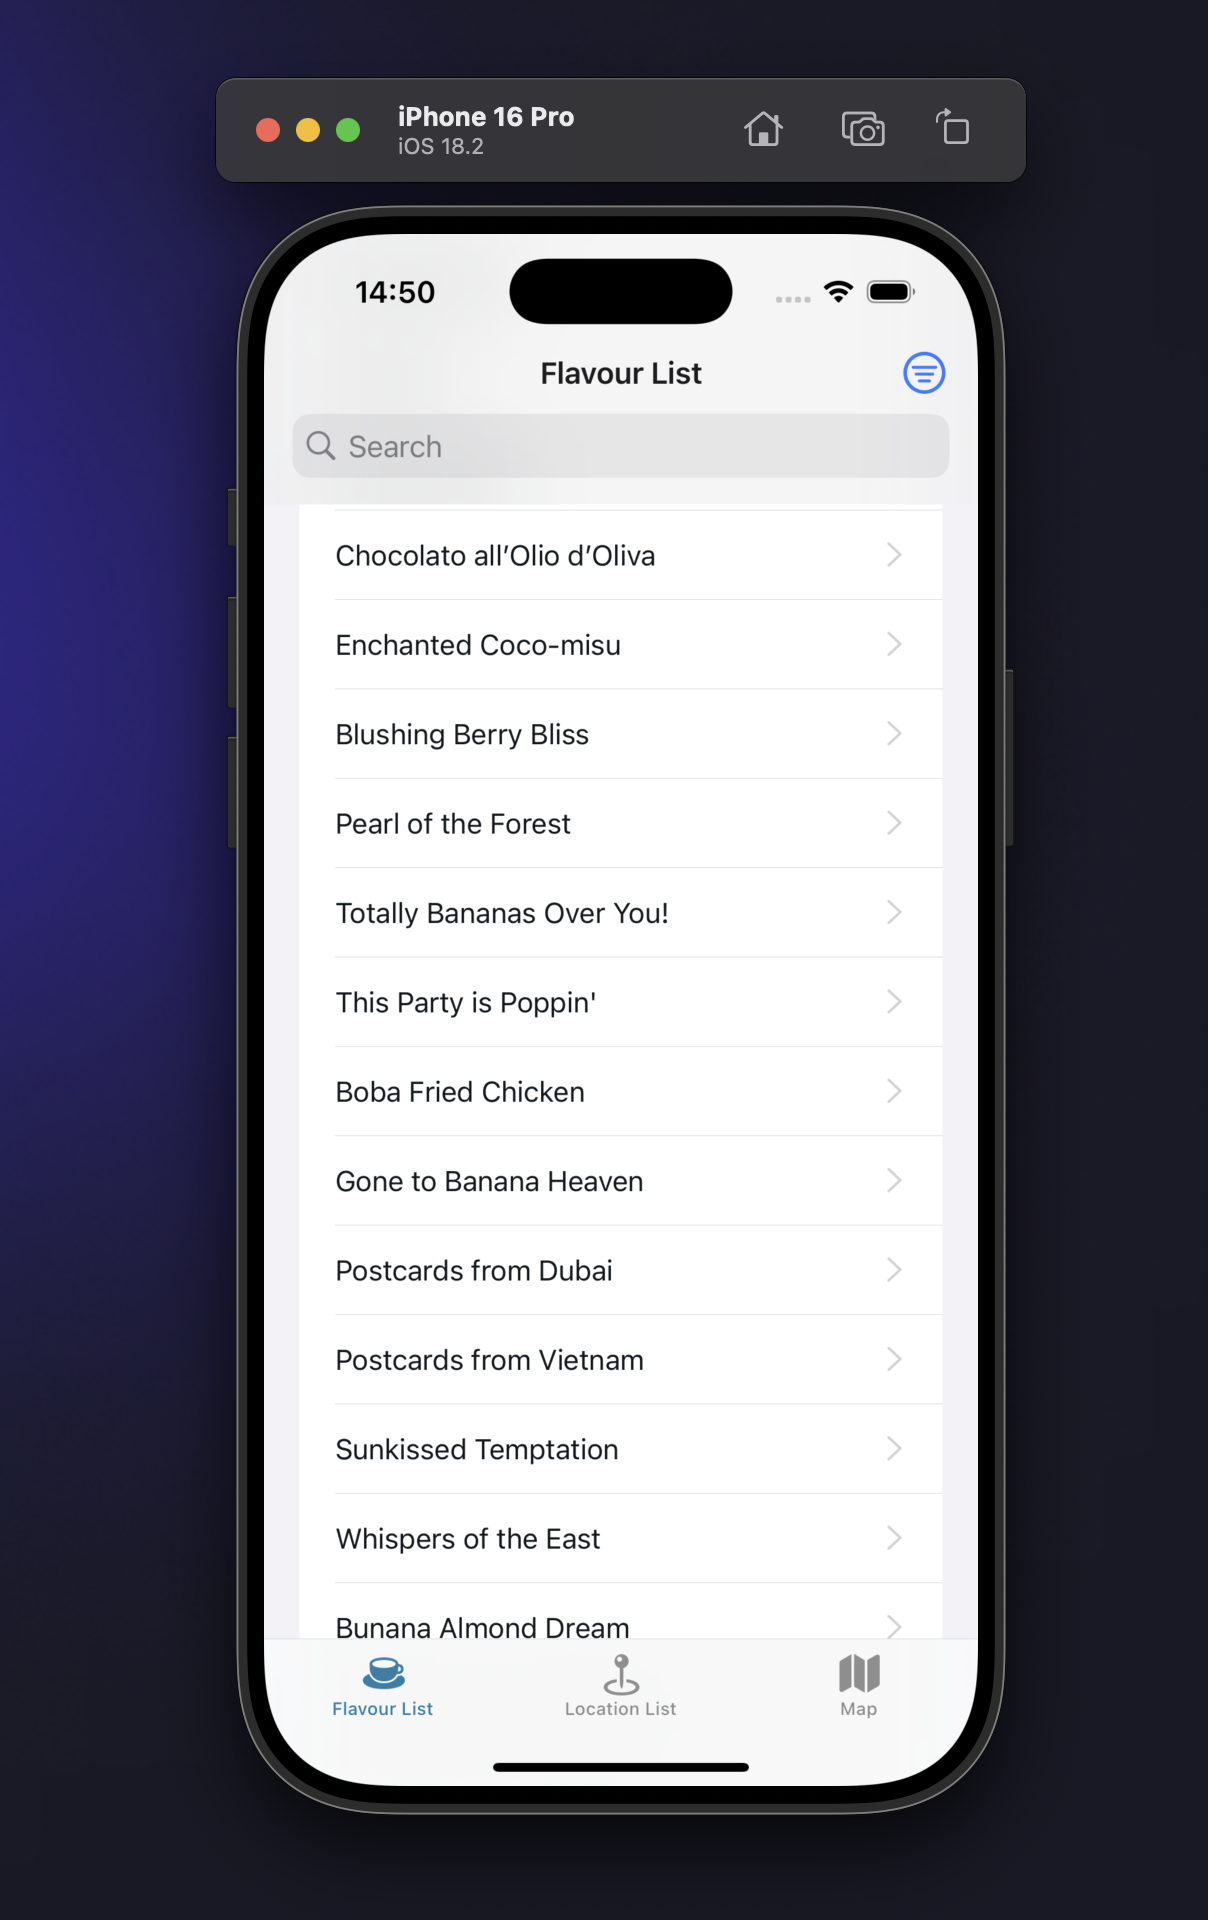 iPhone 16 Pro
iOS 18.2
14:50
Flavour List
Search
Chocolato all’Olio d’Oliva
Enchanted Coco-misu
Blushing Berry Bliss
Pearl of the Forest
Totally Bananas Over You!
This Party is Poppin'
Boba Fried Chicken
Gone to Banana Heaven
Postcards from Dubai
Postcards from Vietnam
Sunkissed Temptation
Whispers of the East
Bunana Almond Dream
Flavour List
Location List
Map